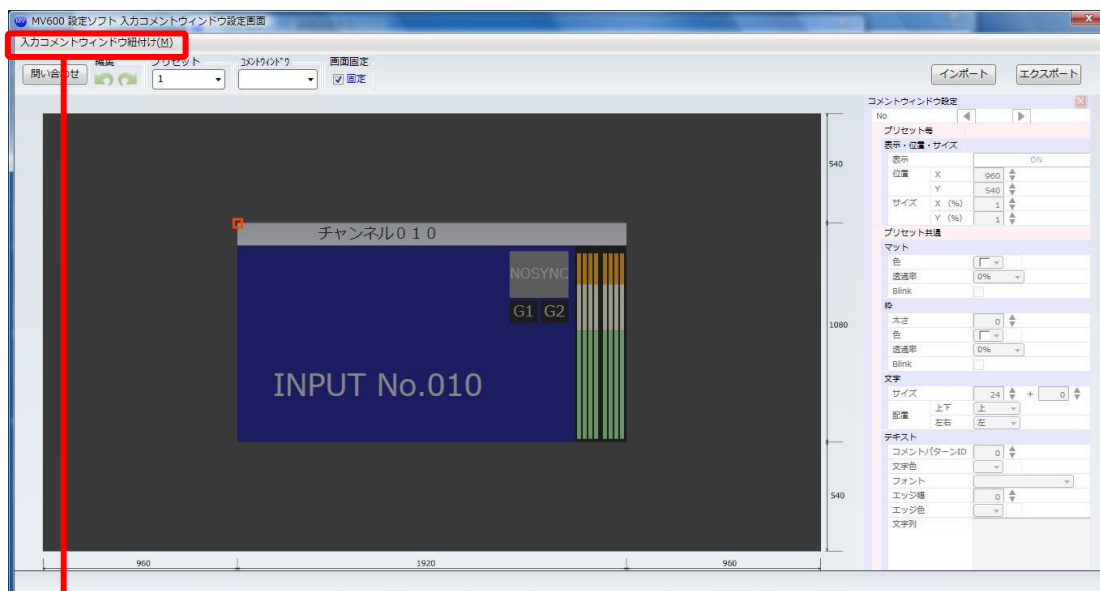 MV600 設定ソフト 入力コメントウィンドウ設定画面
入力コメントウィンドウ紐付け(M)
問い合わせ
編集
プリセット
1
コメントウィンドウ
画面固定
固定
インポート
エクスポート
チャンネル010
NOSYNC
G1 G2
INPUT No.010
540
1080
540
960
1920
960
コメントウィンドウ設定
No
プリセット毎
表示・位置・サイズ
表示 ON
位置 X 960
Y 540
サイズ X (%) 1
Y (%) 1
プリセット共通
マット
色
透過率 0%
Blink
枠
太さ 0
色
透過率 0%
Blink
文字
サイズ 24 + 0
配置 上下 上
左右 左
テキスト
コメントパターンID 0
文字色
フォント
エッジ幅 0
エッジ色
文字列